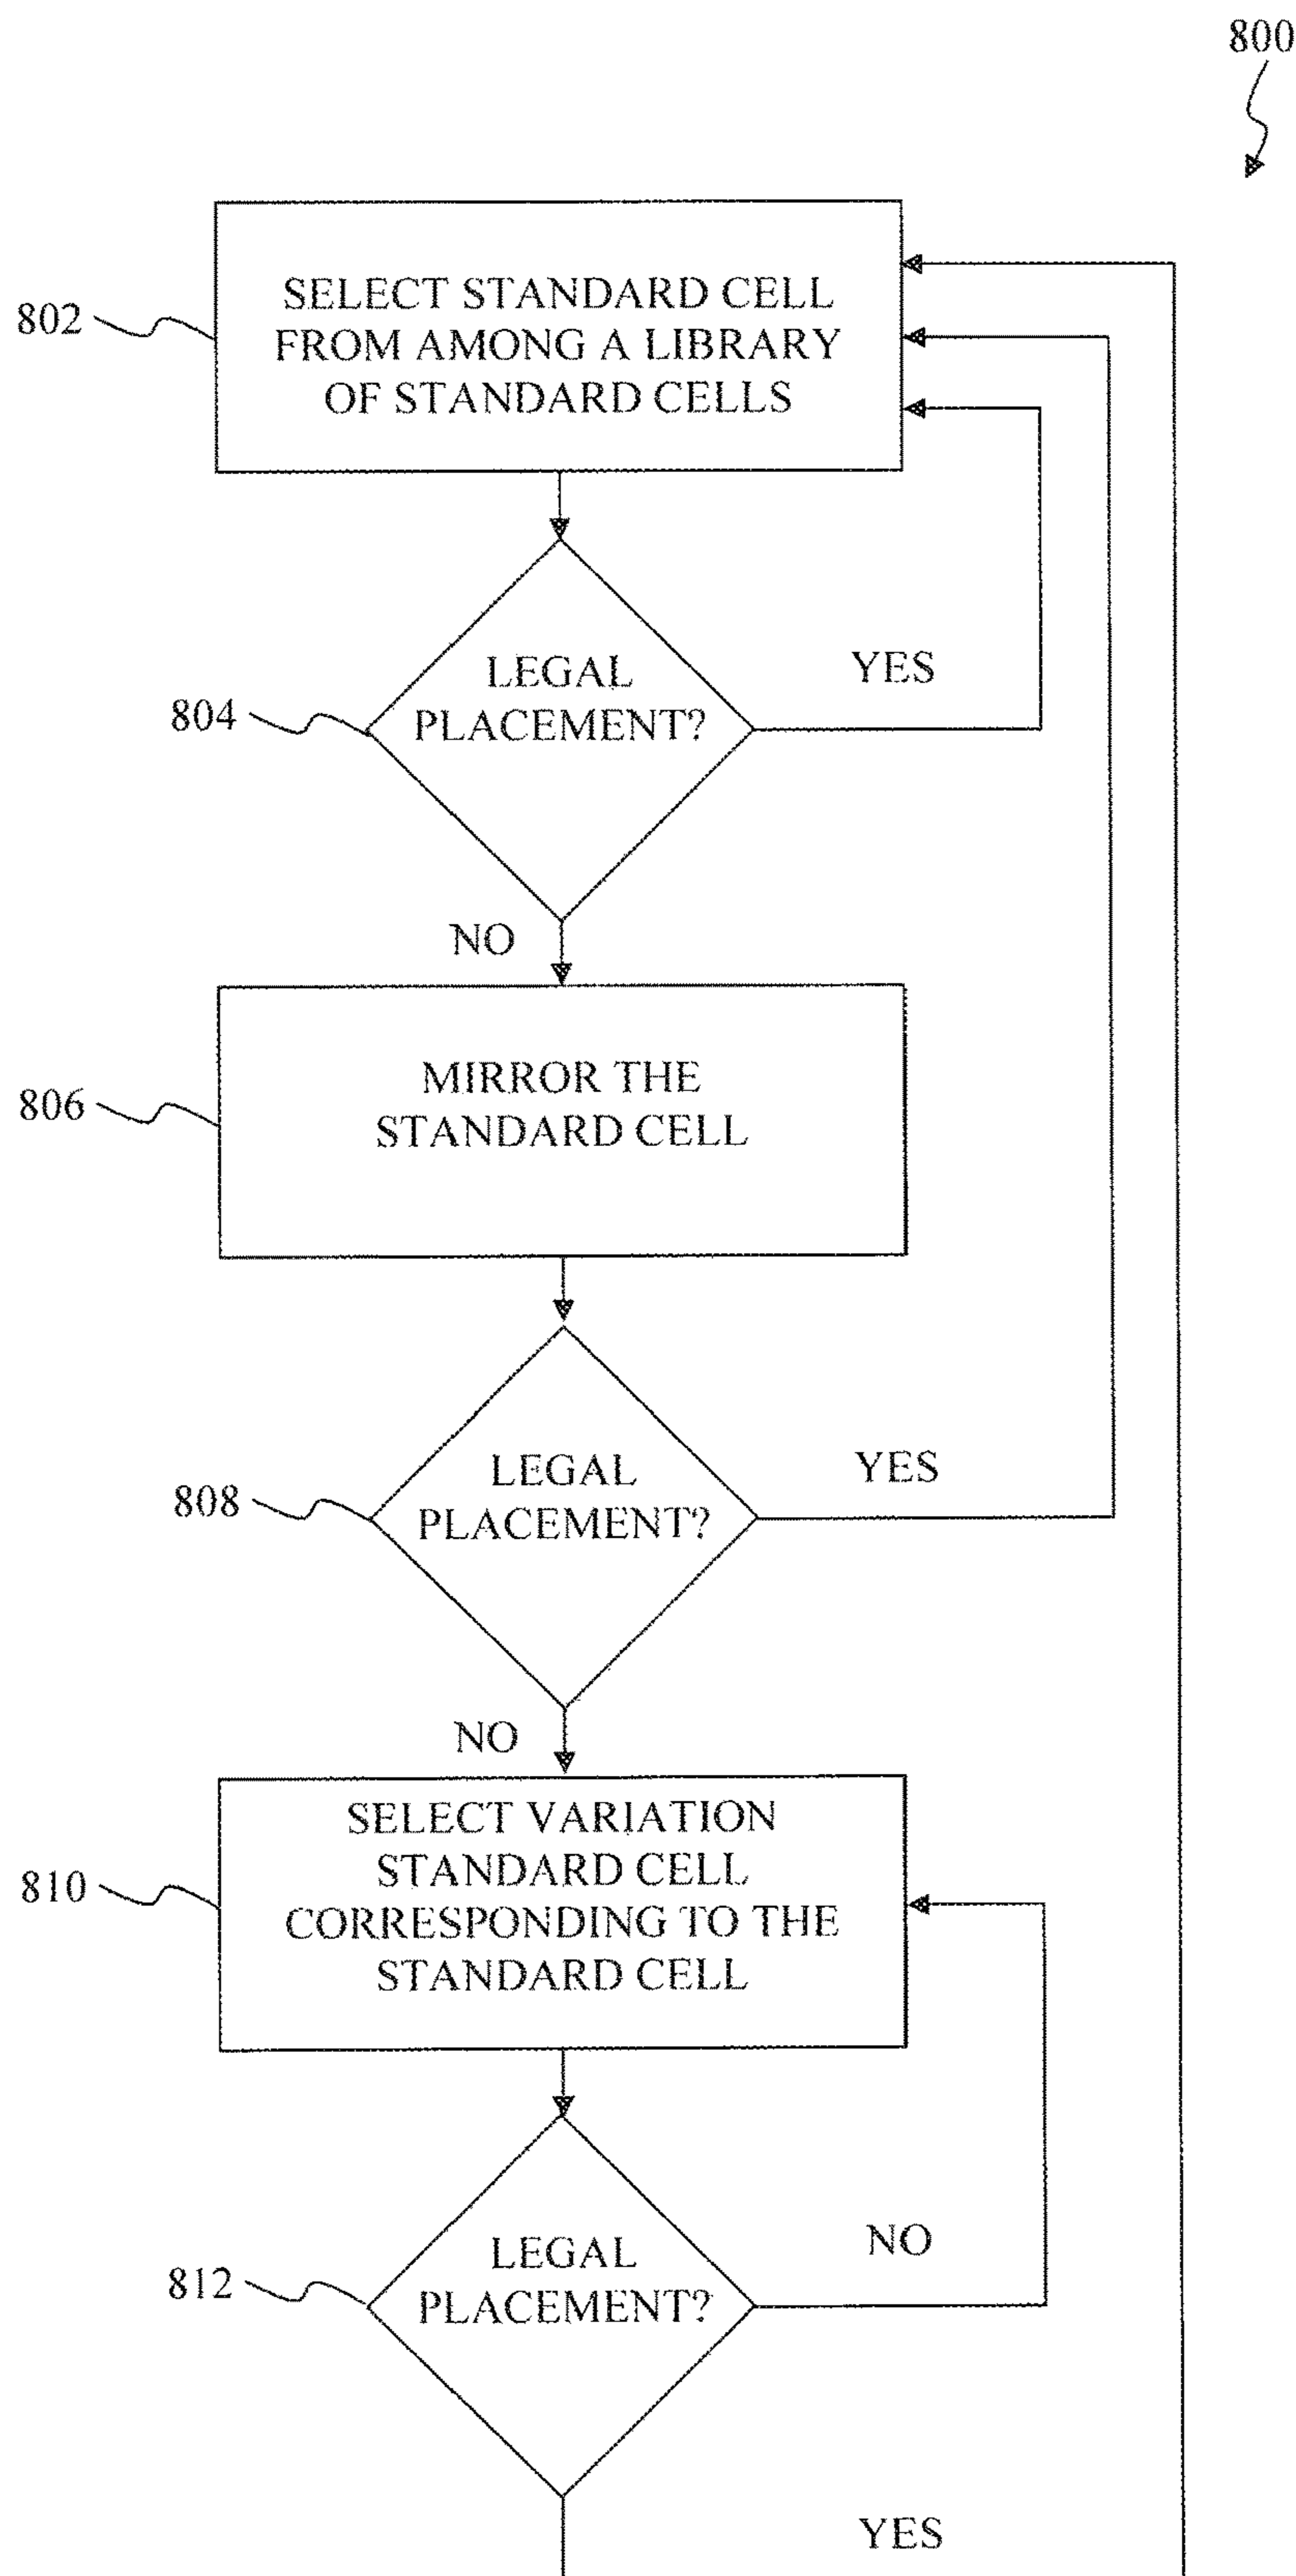 800
802
SELECT STANDARD CELL
FROM AMONG A LIBRARY
OF STANDARD CELLS
804
LEGAL
PLACEMENT?
YES
NO
806
MIRROR THE
STANDARD CELL
808
LEGAL
PLACEMENT?
YES
NO
810
SELECT VARIATION
STANDARD CELL
CORRESPONDING TO THE
STANDARD CELL
812
LEGAL
PLACEMENT?
NO
YES